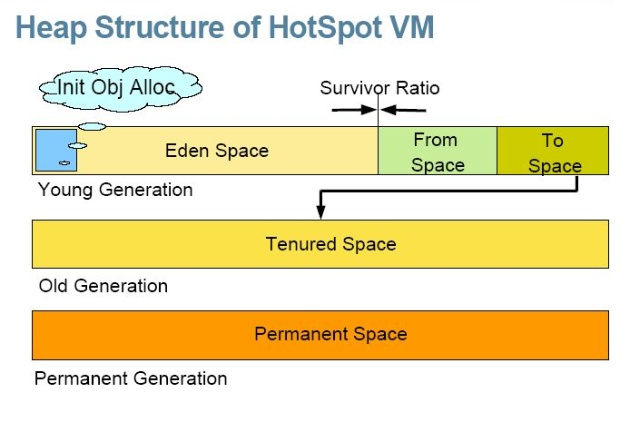 Heap Structure of HotSpot VM
Init Obj Alloc
Survivor Ratio
Eden Space
From
Space
To
Space
Young Generation
Tenured Space
Old Generation
Permanent Space
Permanent Generation